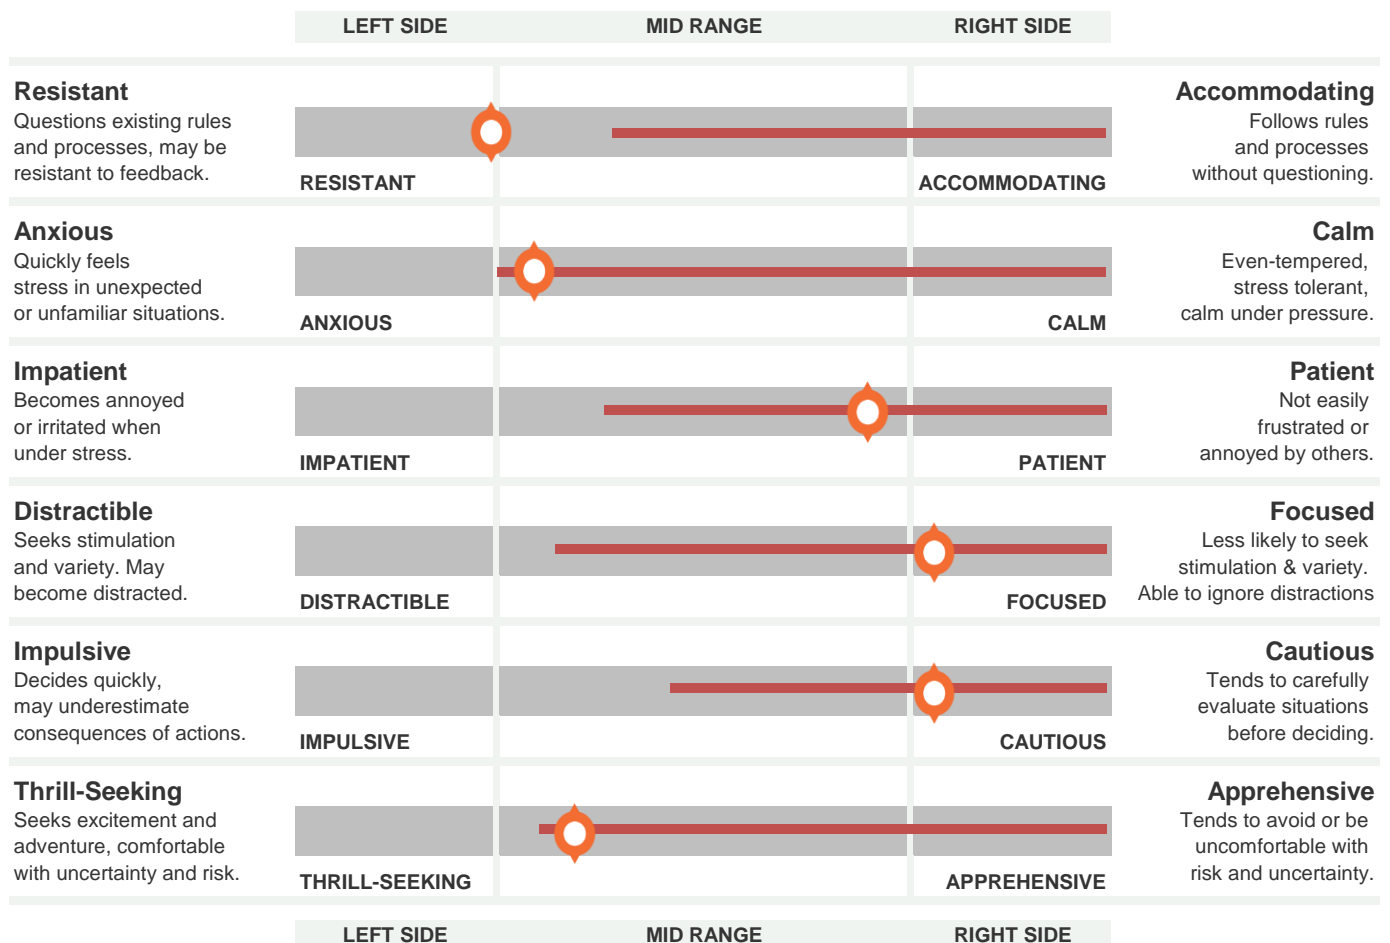 LEFT SIDE MID RANGE RIGHT SIDE
Resistant
Questions existing rules
and processes, may be
resistant to feedback.
RESISTANT ACCOMMODATING
Accommodating
Follows rules
and processes
without questioning.
Anxious
Quickly feels
stress in unexpected
or unfamiliar situations.
ANXIOUS CALM
Calm
Even-tempered,
stress tolerant,
calm under pressure.
Impatient
Becomes annoyed
or irritated when
under stress.
IMPATIENT PATIENT
Patient
Not easily
frustrated or
annoyed by others.
Distractible
Seeks stimulation
and variety. May
become distracted.
DISTRACTIBLE FOCUSED
Focused
Less likely to seek
stimulation & variety.
Able to ignore distractions
Impulsive
Decides quickly,
may underestimate
consequences of actions.
IMPULSIVE CAUTIOUS
Cautious
Tends to carefully
evaluate situations
before deciding.
Thrill-Seeking
Seeks excitement and
adventure, comfortable
with uncertainty and risk.
THRILL-SEEKING APPREHENSIVE
Apprehensive
Tends to avoid or be
uncomfortable with
risk and uncertainty.
LEFT SIDE MID RANGE RIGHT SIDE